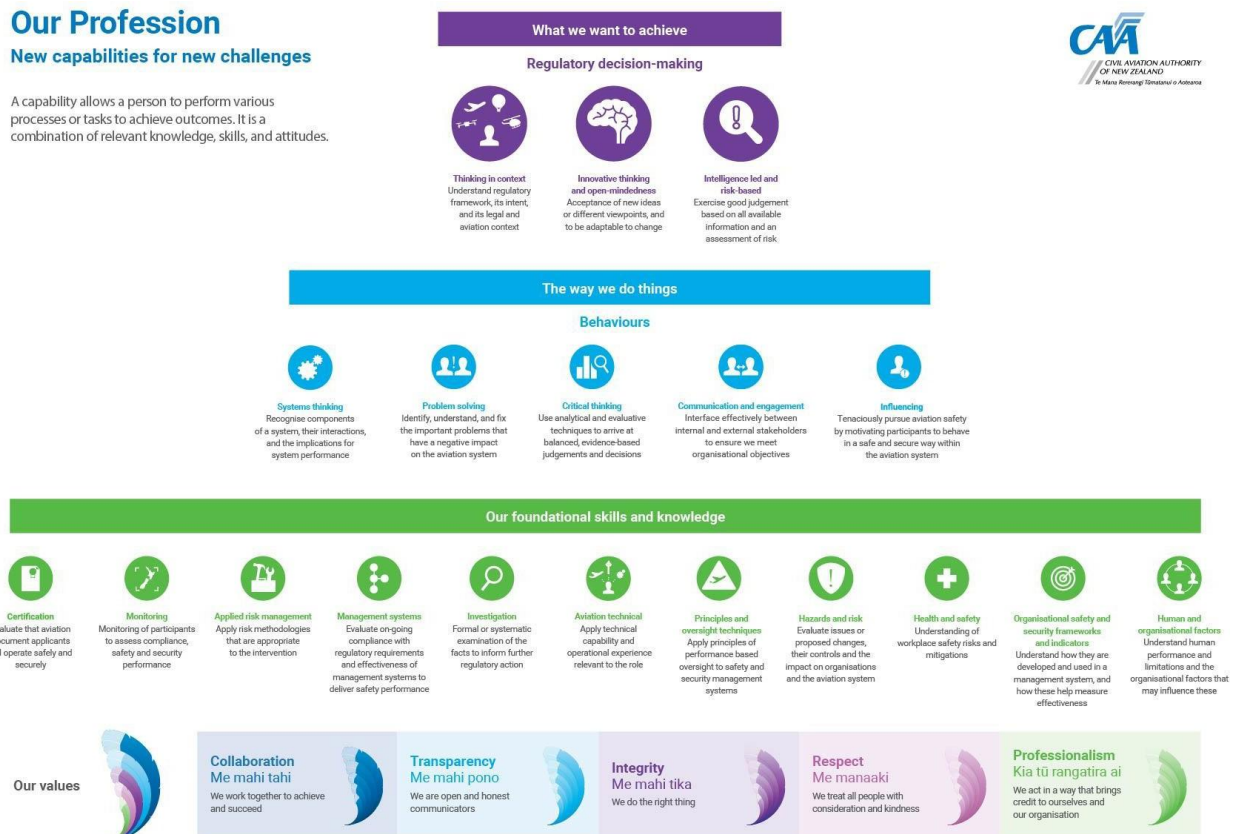 Our Profession
New capabilities for new challenges
A capability allows a person to perform various
processes or tasks to achieve outcomes. It is a
combination of relevant knowledge, skills, and attitudes.
CAA
CIVIL AVIATION AUTHORITY
OF NEW ZEALAND
Te Mana Rererangi Tūmatanui o Aotearoa
What we want to achieve
Regulatory decision-making
Thinking in context
Understand regulatory
framework, its intent,
and its legal and
aviation context
Innovative thinking
and open-mindedness
Acceptance of new ideas
or different viewpoints, and
to be adaptable to change
Intelligence led and
risk-based
Exercise good judgement
based on all available
information and an
assessment of risk
The way we do things
Behaviours
Systems thinking
Recognise components
of a system, their interactions,
and the implications for
system performance
Problem solving
Identify, understand, and fix
the important problems that
have a negative impact
on the aviation system
Critical thinking
Use analytical and evaluative
techniques to arrive at
balanced, evidence-based
judgements and decisions
Communication and engagement
Interface effectively between
internal and external stakeholders
to ensure we meet
organisational objectives
Influencing
Tenaciously pursue aviation safety
by motivating participants to behave
in a safe and secure way within
the aviation system
Our foundational skills and knowledge
Certification
that aviation
applicants
operate safely and
securely
Monitoring
Monitoring of participants
to assess compliance,
safety and security
performance
Applied risk management
Apply risk methodologies
that are appropriate
to the intervention
Management systems
Evaluate on-going
compliance with
regulatory requirements
and effectiveness of
management systems to
deliver safety performance
Investigation
Formal or systematic
examination of the
facts to inform further
regulatory action
Aviation technical
Apply technical
capability and
operational experience
relevant to the role
Principles and
oversight techniques
Apply principles of
performance based
oversight to safety and
security management
systems
Hazards and risk
Evaluate issues or
proposed changes,
their controls and the
impact on organisations
and the aviation system
Health and safety
Understanding of
workplace safety risks and
mitigations
Organisational safety and
security frameworks
and indicators
Understand how they are
developed and used in a
management system, and
how these help measure
effectiveness
Human and
organisational factors
Understand human
performance and
limitations and the
organisational factors that
may influence these
Our values
Collaboration
Me mahi tahi
We work together to achieve
and succeed
Transparency
Me mahi pono
We are open and honest
communicators
Integrity
Me mahi tika
We do the right thing
Respect
Me manaaki
We treat all people with
consideration and kindness
Professionalism
Kia tū rangatira ai
We act in a way that brings
credit to ourselves and
our organisation